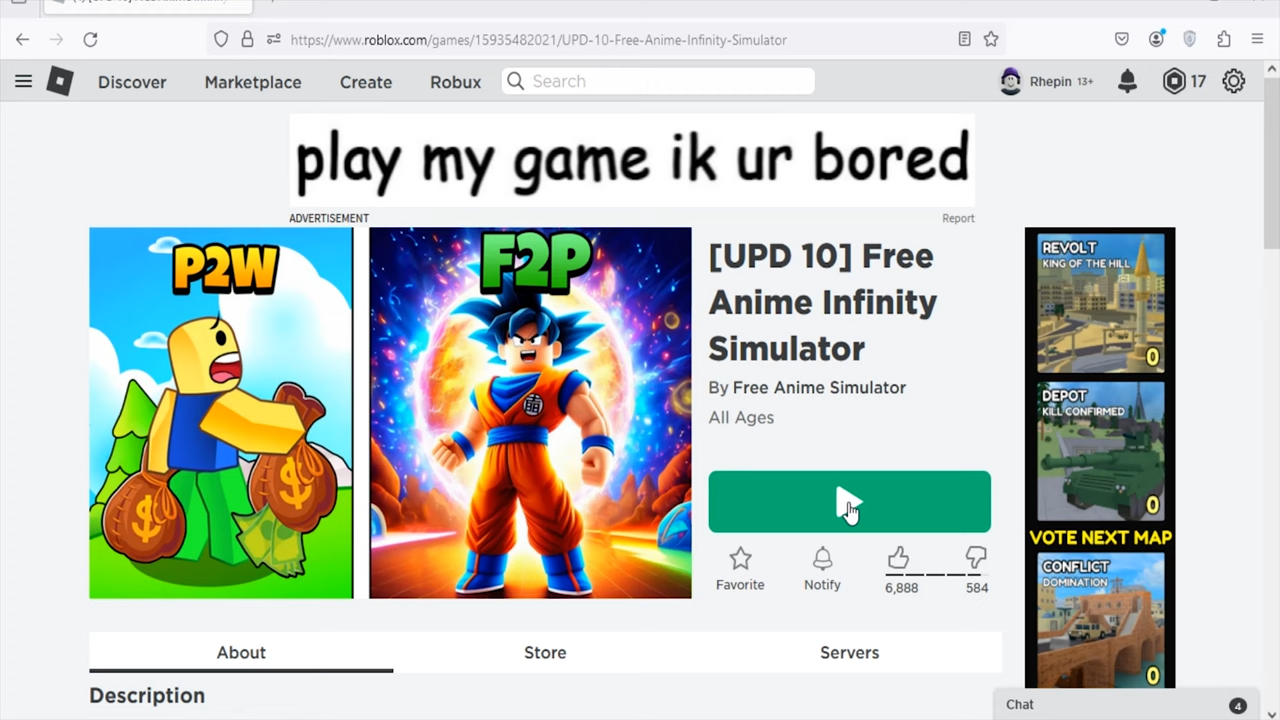 https://www.roblox.com/games/15935482021/UPD-10-Free-Anime-Infinity-Simulator
Discover
Marketplace
Create
Robux
Search
Rhepin 13+
17
play my game ik ur bored
ADVERTISEMENT
Report
P2W
F2P
[UPD 10] Free
Anime Infinity
Simulator
By Free Anime Simulator
All Ages
Favorite
Notify
6,888
584
REVOLT
KING OF THE HILL
0
DEPOT
KILL CONFIRMED
0
VOTE NEXT MAP
CONFLICT
DOMINATION
0
About
Store
Servers
Description
Chat
4